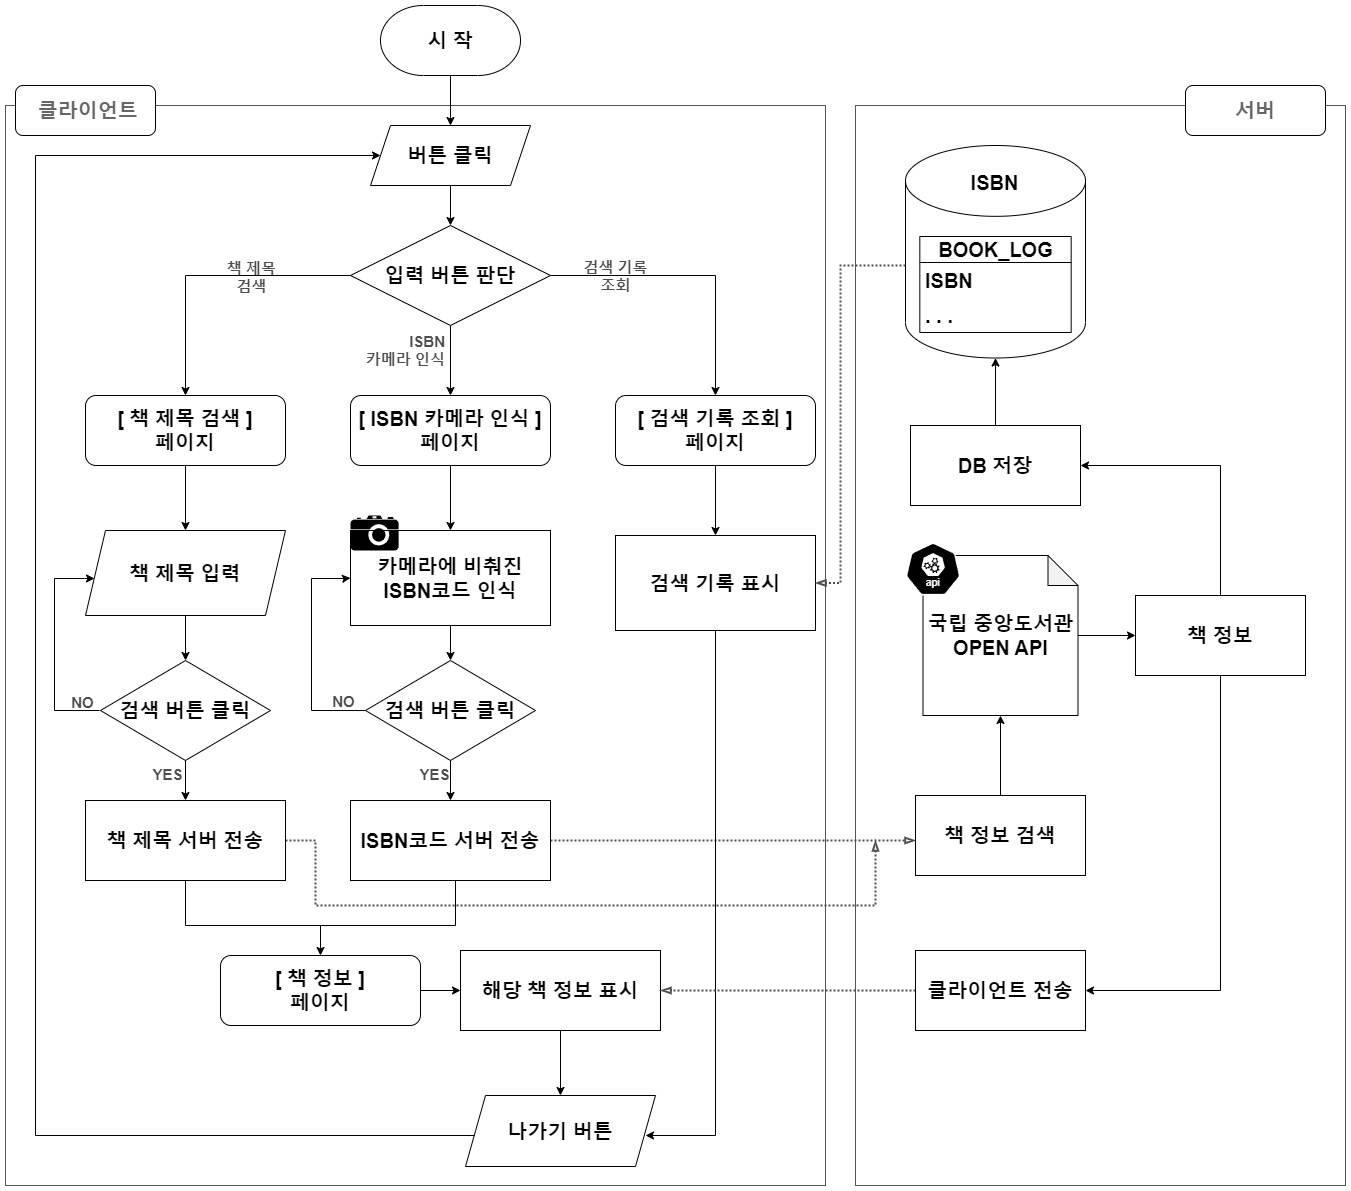 시 작
클라이언트
서버
버튼 클릭
입력 버튼 판단
책 제목
검색
ISBN
카메라 인식
검색 기록
조회
[ 책 제목 검색 ]
페이지
[ ISBN 카메라 인식 ]
페이지
[ 검색 기록 조회 ]
페이지
책 제목 입력
카메라에 비춰진
ISBN코드 인식
검색 기록 표시
검색 버튼 클릭
NO
YES
검색 버튼 클릭
NO
YES
책 제목 서버 전송
ISBN코드 서버 전송
[ 책 정보 ]
페이지
해당 책 정보 표시
나가기 버튼
ISBN
BOOK_LOG
ISBN
. . .
DB 저장
api
국립 중앙도서관
OPEN API
책 정보
책 정보 검색
클라이언트 전송